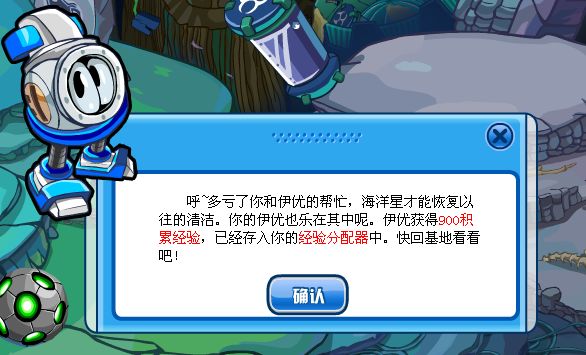 呼~多亏了你和伊优的帮忙，海洋星才能恢复以
往的清洁。你的伊优也乐在其中呢。伊优获得900积
累经验，已经存入你的经验分配器中。快回基地看看
吧！
确认